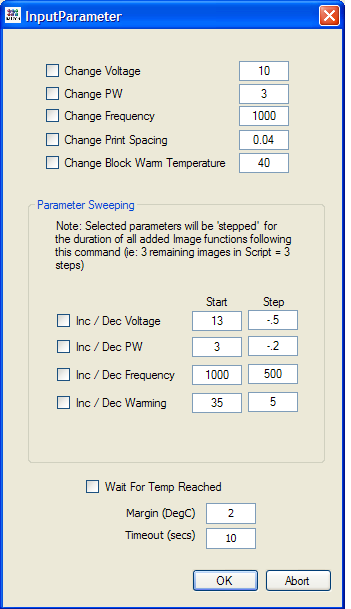 InputParameter
Change Voltage 10
Change PW 3
Change Frequency 1000
Change Print Spacing 0.04
Change Block Warm Temperature 40
Parameter Sweeping
Note: Selected parameters will be 'stepped' for
the duration of all added Image functions following
this command (ie: 3 remaining images in Script = 3
steps)
Start Step
Inc / Dec Voltage 13 -.5
Inc / Dec PW 3 -.2
Inc / Dec Frequency 1000 500
Inc / Dec Warming 35 5
Wait For Temp Reached
Margin (DegC) 2
Timeout (secs) 10
OK Abort